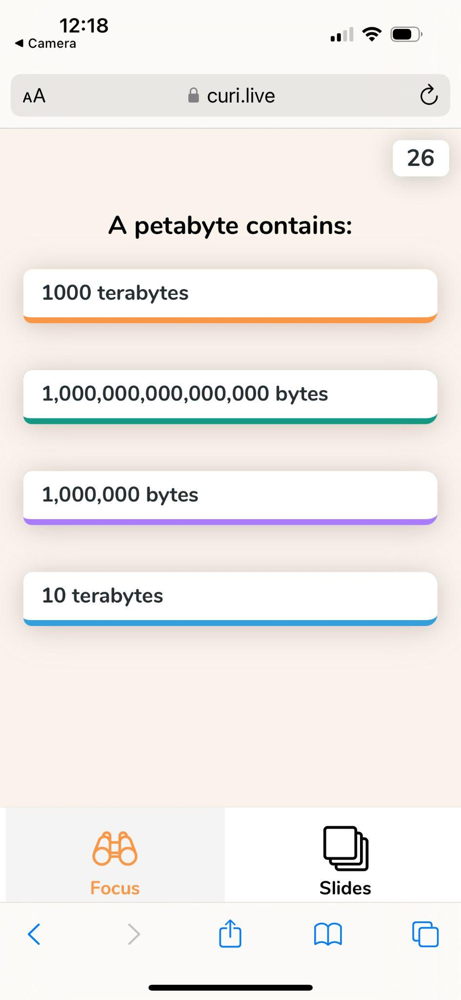 12:18
Camera
AA
curi.live
26
A petabyte contains:
1000 terabytes
1,000,000,000,000,000 bytes
1,000,000 bytes
10 terabytes
Focus
Slides